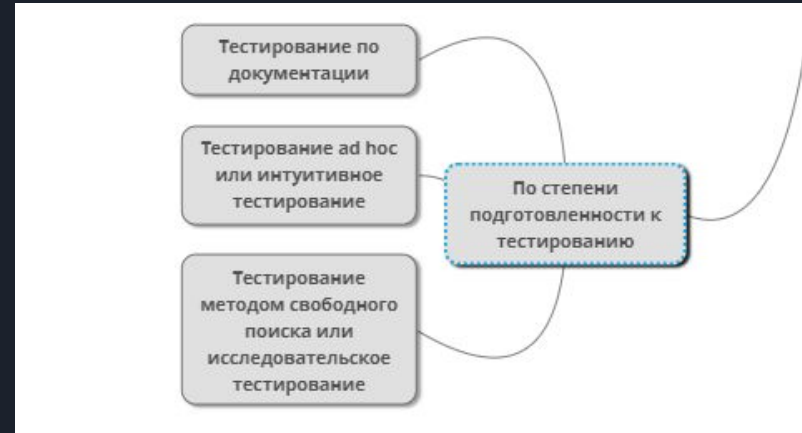 Тестирование по
документации
Тестирование ad hoc
или интуитивное
тестирование
По степени
подготовленности к
тестированию
Тестирование
методом свободного
поиска или
исследовательское
тестирование